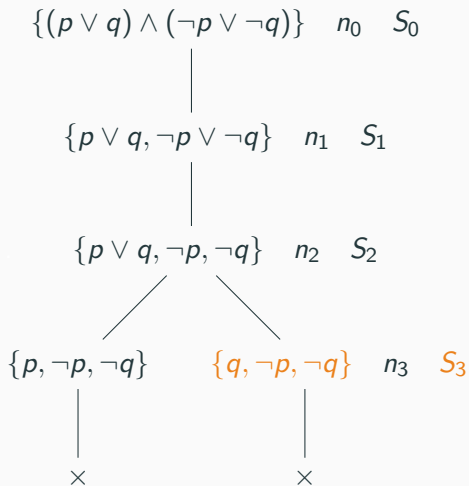 {(p ∨ q) ∧ (¬p ∨ ¬q)} n₀ S₀
{p ∨ q, ¬p ∨ ¬q} n₁ S₁
{p ∨ q, ¬p, ¬q} n₂ S₂
{p, ¬p, ¬q} {q, ¬p, ¬q} n₃ S₃
× ×